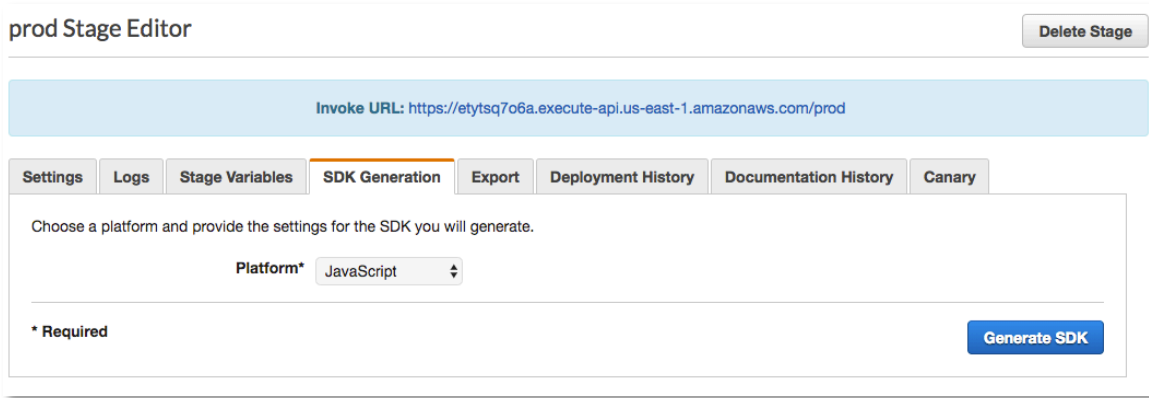 prod Stage Editor
Delete Stage
Invoke URL: https://etytsq7o6a.execute-api.us-east-1.amazonaws.com/prod
Settings Logs Stage Variables SDK Generation Export Deployment History Documentation History Canary
Choose a platform and provide the settings for the SDK you will generate.
Platform* JavaScript
* Required
Generate SDK